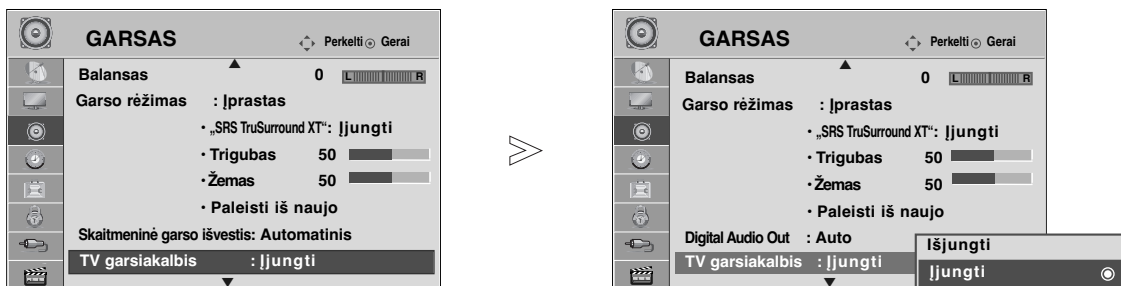 GARSAS Perkelti Gerai
Balansas 0 L R
Garso rėžimas : Įprastas
• „SRS TruSurround XT“: Įjungti
• Trigubas 50
• Žemas 50
• Paleisti iš naujo
Skaitmeninė garso išvestis: Automatinis
TV garsiakalbis : Įjungti
>
GARSAS Perkelti Gerai
Balansas 0 L R
Garso rėžimas : Įprastas
• „SRS TruSurround XT“: Įjungti
• Trigubas 50
• Žemas 50
• Paleisti iš naujo
Digital Audio Out : Auto
TV garsiakalbis : Įjungti
Išjungti
Įjungti